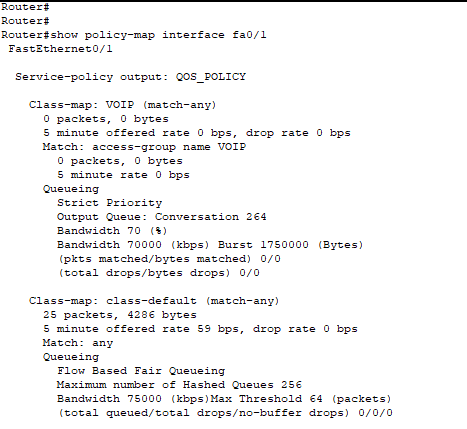 Router#
Router#
Router#show policy-map interface fa0/1
FastEthernet0/1
Service-policy output: QOS_POLICY
Class-map: VOIP (match-any)
0 packets, 0 bytes
5 minute offered rate 0 bps, drop rate 0 bps
Match: access-group name VOIP
0 packets, 0 bytes
5 minute rate 0 bps
Queueing
Strict Priority
Output Queue: Conversation 264
Bandwidth 70 (%)
Bandwidth 70000 (kbps) Burst 1750000 (Bytes)
(pkts matched/bytes matched) 0/0
(total drops/bytes drops) 0/0
Class-map: class-default (match-any)
25 packets, 4286 bytes
5 minute offered rate 59 bps, drop rate 0 bps
Match: any
Queueing
Flow Based Fair Queueing
Maximum number of Hashed Queues 256
Bandwidth 75000 (kbps)Max Threshold 64 (packets)
(total queued/total drops/no-buffer drops) 0/0/0